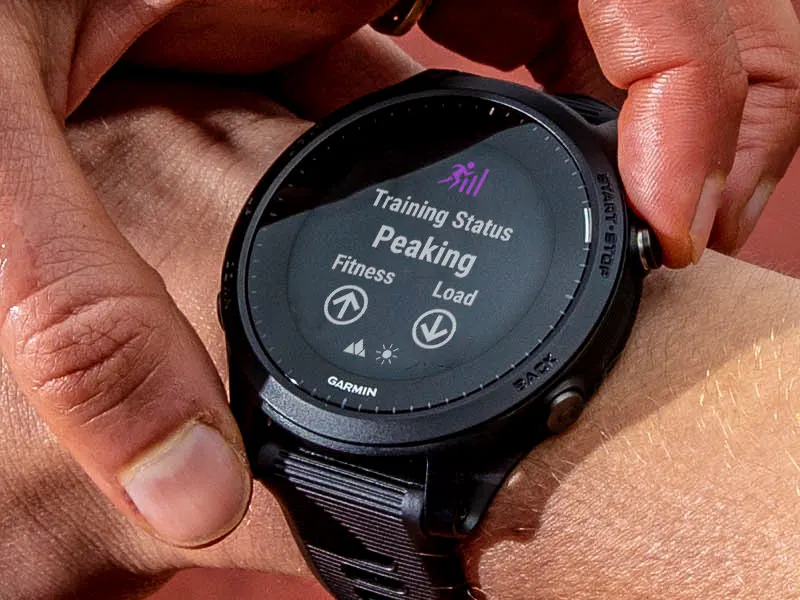 START·STOP
Training Status
Peaking
Fitness
Load
GARMIN
BACK